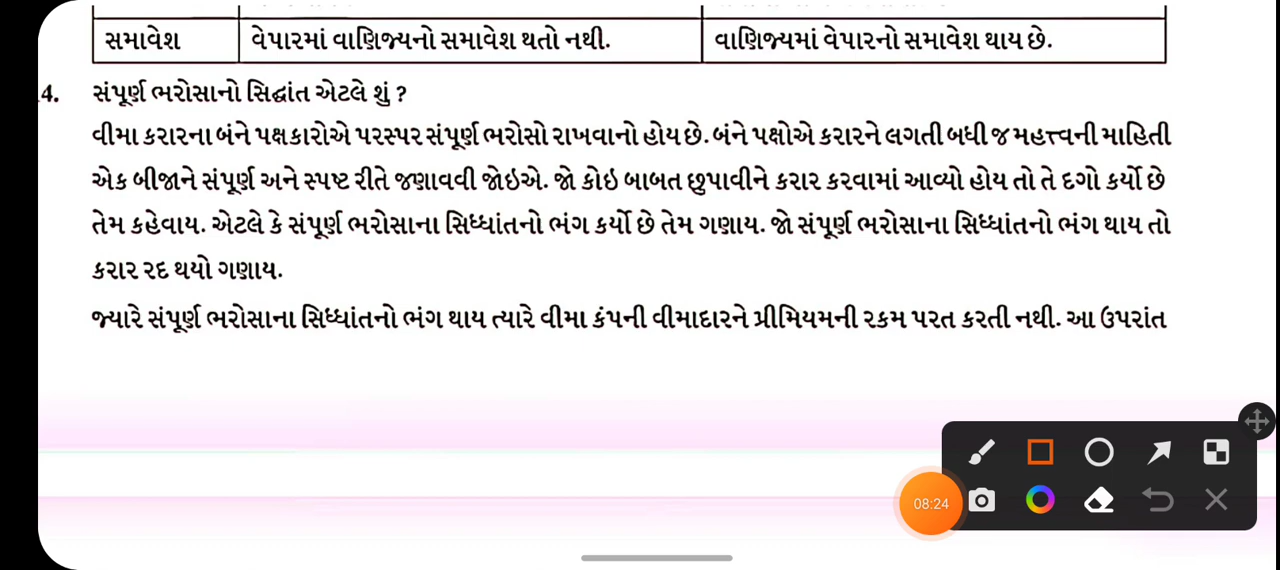 સમાવેશ વેપારમાં વાણિજ્યનો સમાવેશ થતો નથી. વાણિજ્યમાં વેપારનો સમાવેશ થાય છે.
4. સંપૂર્ણ ભરોસાનો સિદ્ધાંત એટલે શું ?
વીમા કરારના બંને પક્ષકારોએ પરસ્પર સંપૂર્ણ ભરોસો રાખવાનો હોય છે. બંને પક્ષોએ કરારને લગતી બધી જ મહત્ત્વની માહિતી
એક બીજાને સંપૂર્ણ અને સ્પષ્ટ રીતે જણાવવી જોઇએ. જો કોઇ બાબત છુપાવીને કરાર કરવામાં આવ્યો હોય તો તે દગો કર્યો છે
તેમ કહેવાય. એટલે કે સંપૂર્ણ ભરોસાના સિધ્ધાંતનો ભંગ કર્યો છે તેમ ગણાય. જો સંપૂર્ણ ભરોસાના સિધ્ધાંતનો ભંગ થાય તો
કરાર રદ થયો ગણાય.
જ્યારે સંપૂર્ણ ભરોસાના સિધ્ધાંતનો ભંગ થાય ત્યારે વીમા કંપની વીમાદારને પ્રીમિયમની રકમ પરત કરતી નથી. આ ઉપરાંત
08:24